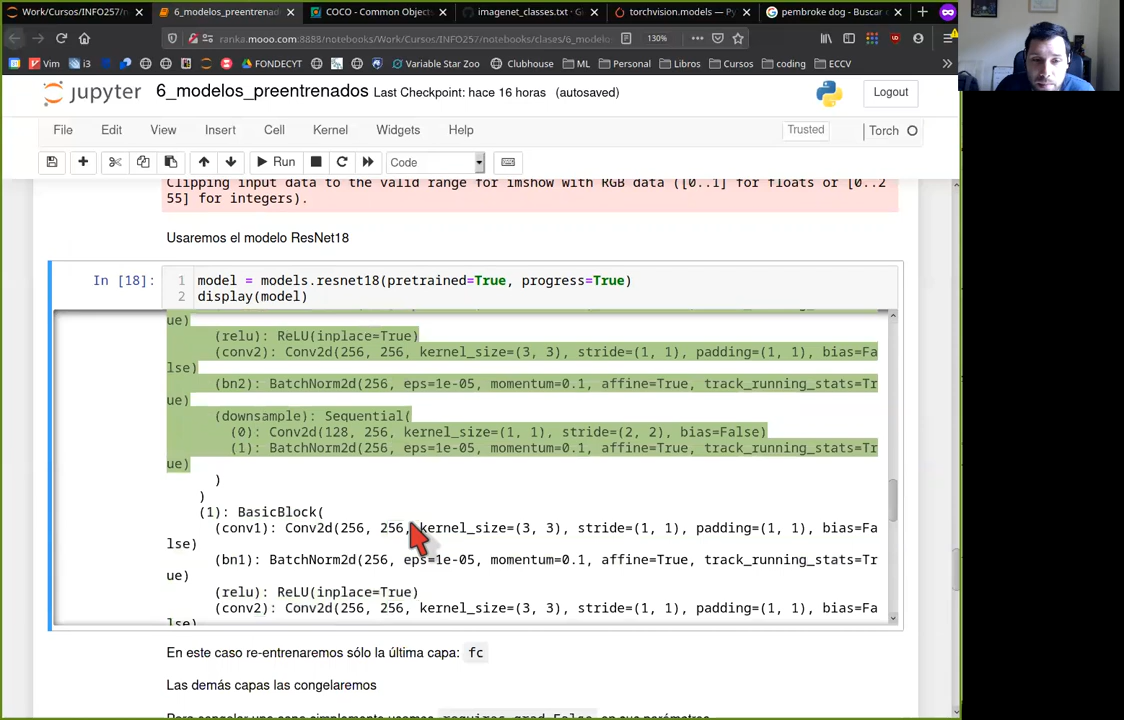 Work/Cursos/INFO257/
6_modelos_preentrenad
COCO - Common Object
imagenet_classes.txt · G
torchvision.models — Py
pembroke dog - Buscar c
ranka.mooo.com:8888/notebooks/Work/Cursos/INFO257/notebooks/clases/6_modelo
130%
Vim
i3
FONDECYT
Variable Star Zoo
Clubhouse
ML
Personal
Libros
Cursos
coding
ECCV
jupyter 6_modelos_preentrenados Last Checkpoint: hace 16 horas (autosaved)
Logout
File Edit View Insert Cell Kernel Widgets Help
Trusted
Torch
Run
Code
Clipping input data to the valid range for imshow with RGB data ([0..1] for floats or [0..2
55] for integers).
Usaremos el modelo ResNet18
In [18]:
1 model = models.resnet18(pretrained=True, progress=True)
2 display(model)
ue)
(relu): ReLU(inplace=True)
(conv2): Conv2d(256, 256, kernel_size=(3, 3), stride=(1, 1), padding=(1, 1), bias=Fa
lse)
(bn2): BatchNorm2d(256, eps=1e-05, momentum=0.1, affine=True, track_running_stats=Tr
ue)
(downsample): Sequential(
(0): Conv2d(128, 256, kernel_size=(1, 1), stride=(2, 2), bias=False)
(1): BatchNorm2d(256, eps=1e-05, momentum=0.1, affine=True, track_running_stats=Tr
ue)
)
)
(1): BasicBlock(
(conv1): Conv2d(256, 256, kernel_size=(3, 3), stride=(1, 1), padding=(1, 1), bias=Fa
lse)
(bn1): BatchNorm2d(256, eps=1e-05, momentum=0.1, affine=True, track_running_stats=Tr
ue)
(relu): ReLU(inplace=True)
(conv2): Conv2d(256, 256, kernel_size=(3, 3), stride=(1, 1), padding=(1, 1), bias=Fa
lse)
En este caso re-entrenaremos sólo la última capa: fc
Las demás capas las congelaremos
Para congelar una capa simplemente usamos requires_grad=False en sus parámetros